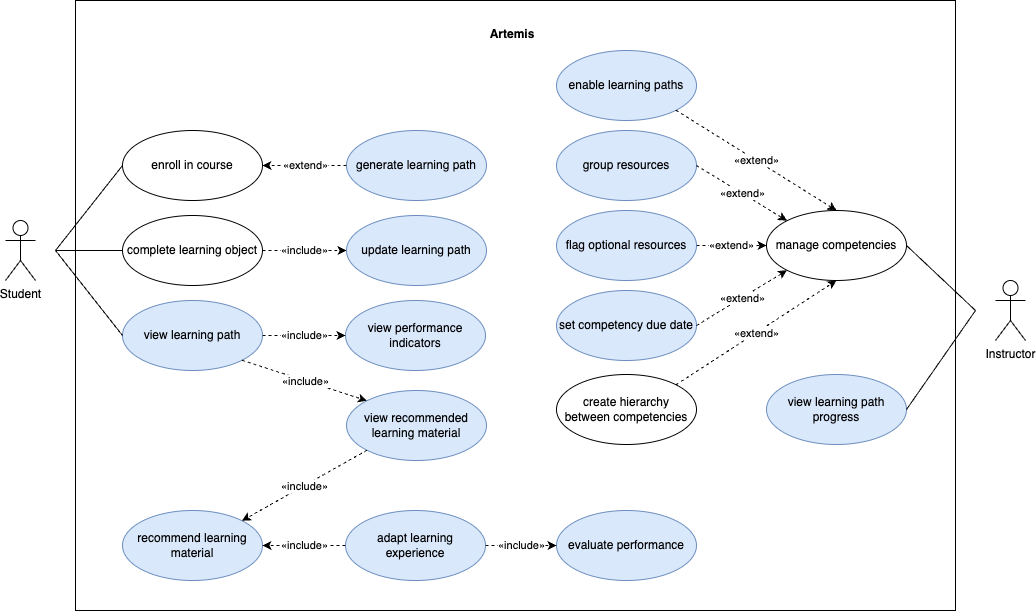 Artemis
enable learning paths
enroll in course
«extend»
generate learning path
group resources
«extend»
«extend»
Student
complete learning object
«include»
update learning path
flag optional resources
«extend»
manage competencies
view learning path
«include»
view performance
indicators
set competency due date
«extend»
«extend»
Instructor
«include»
view recommended
learning material
create hierarchy
between competencies
view learning path
progress
«include»
recommend learning
material
«include»
adapt learning
experience
«include»
evaluate performance